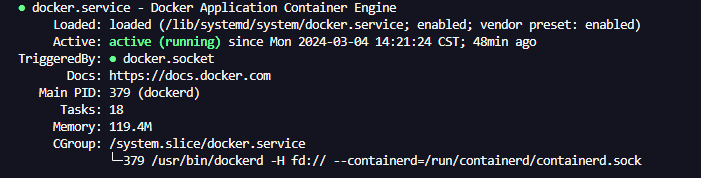 ● docker.service - Docker Application Container Engine
Loaded: loaded (/lib/systemd/system/docker.service; enabled; vendor preset: enabled)
Active: active (running) since Mon 2024-03-04 14:21:24 CST; 48min ago
TriggeredBy: ● docker.socket
Docs: https://docs.docker.com
Main PID: 379 (dockerd)
Tasks: 18
Memory: 119.4M
CGroup: /system.slice/docker.service
└─379 /usr/bin/dockerd -H fd:// --containerd=/run/containerd/containerd.sock